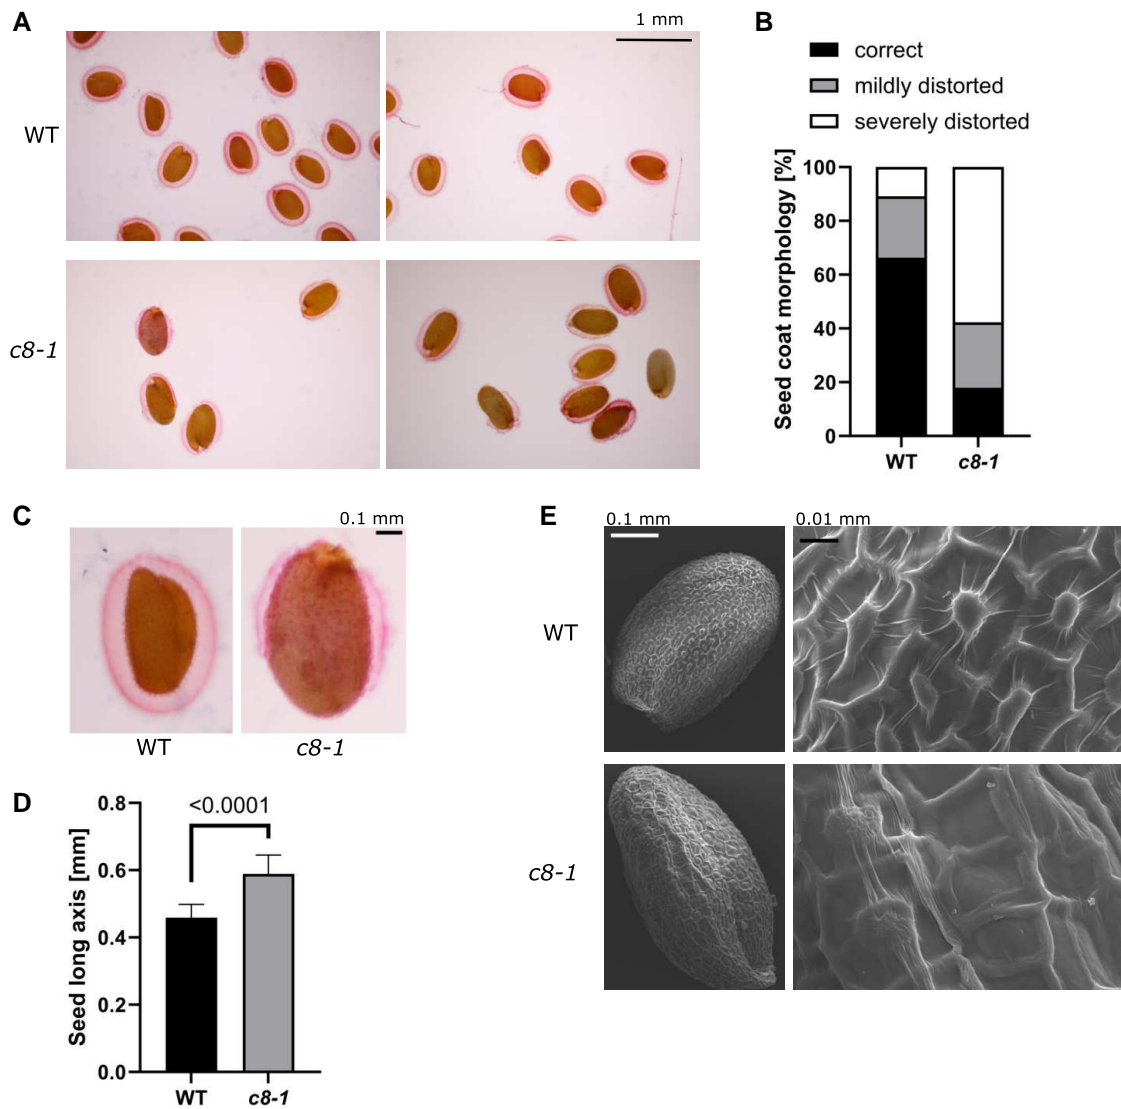 A
1 mm
WT
c8-1
B
correct
mildly distorted
severely distorted
Seed coat morphology [%]
100
80
60
40
20
0
WT
c8-1
C
0.1 mm
WT
c8-1
D
<0.0001
Seed long axis [mm]
0.8
0.6
0.4
0.2
0.0
WT
c8-1
E
0.1 mm
0.01 mm
WT
c8-1